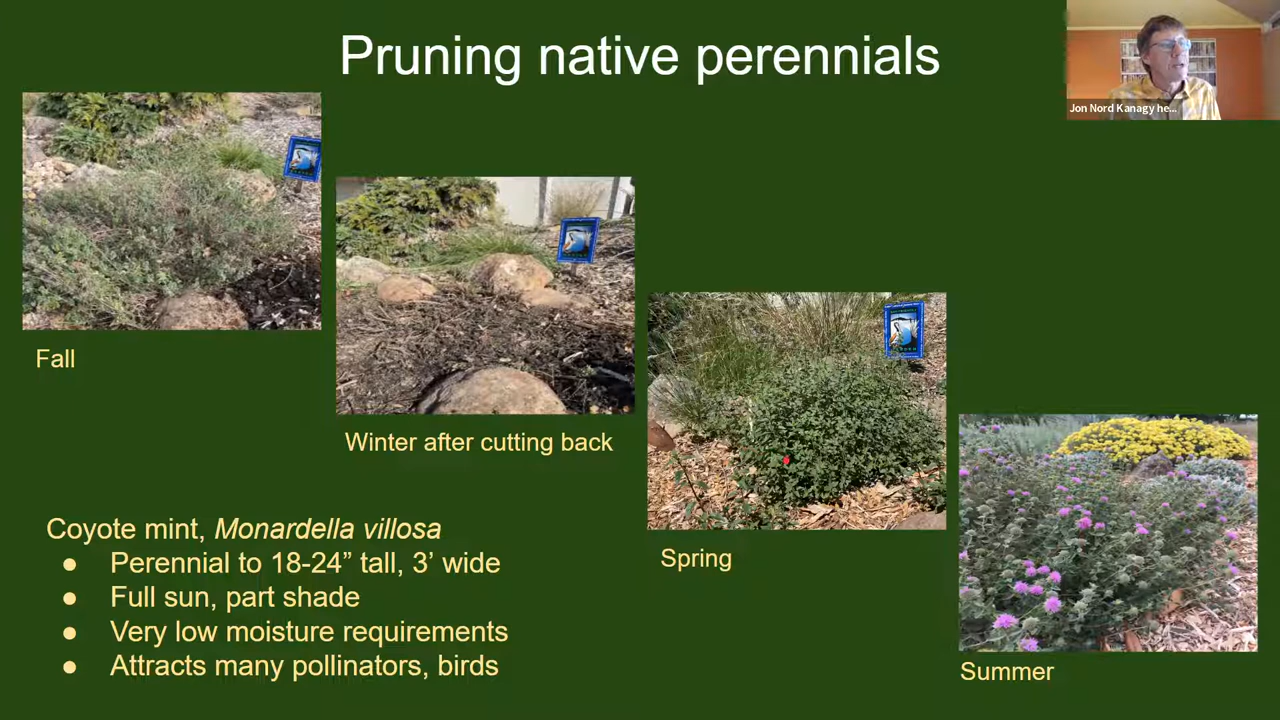 Pruning native perennials
Jon Nord Kanagy he...
Fall
Winter after cutting back
Spring
Summer
Coyote mint, Monardella villosa
● Perennial to 18-24” tall, 3’ wide
● Full sun, part shade
● Very low moisture requirements
● Attracts many pollinators, birds